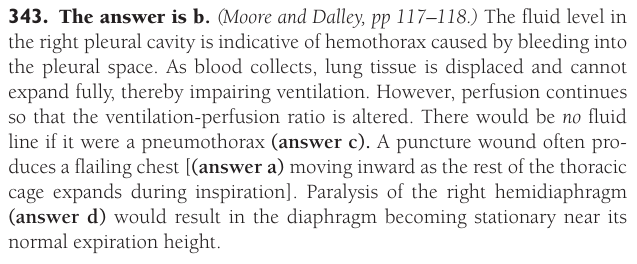 343. The answer is b. (Moore and Dalley, pp 117–118.) The fluid level in
the right pleural cavity is indicative of hemothorax caused by bleeding into
the pleural space. As blood collects, lung tissue is displaced and cannot
expand fully, thereby impairing ventilation. However, perfusion continues
so that the ventilation-perfusion ratio is altered. There would be no fluid
line if it were a pneumothorax (answer c). A puncture wound often pro-
duces a flailing chest [(answer a) moving inward as the rest of the thoracic
cage expands during inspiration]. Paralysis of the right hemidiaphragm
(answer d) would result in the diaphragm becoming stationary near its
normal expiration height.